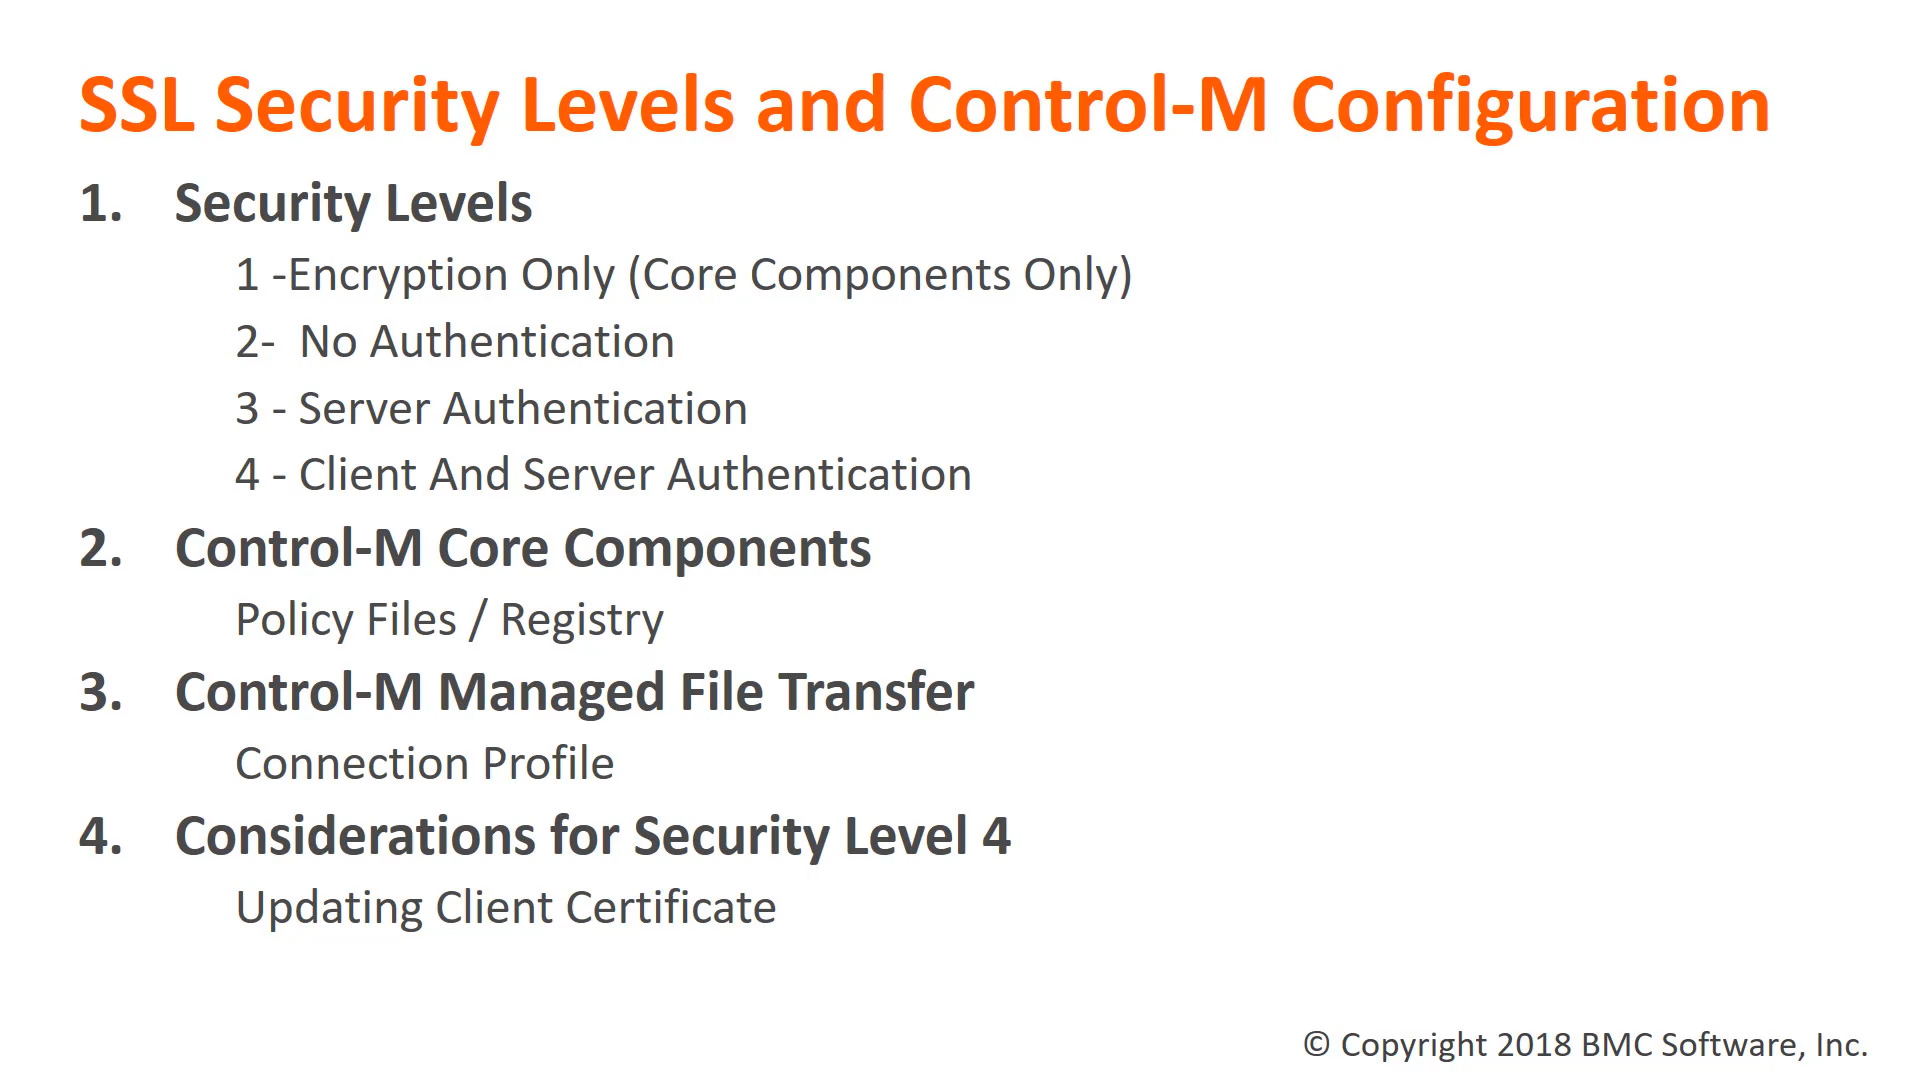 SSL Security Levels and Control-M Configuration
1. Security Levels
1 -Encryption Only (Core Components Only)
2-  No Authentication
3 - Server Authentication
4 - Client And Server Authentication
2. Control-M Core Components
Policy Files / Registry
3. Control-M Managed File Transfer
Connection Profile
4. Considerations for Security Level 4
Updating Client Certificate
© Copyright 2018 BMC Software, Inc.